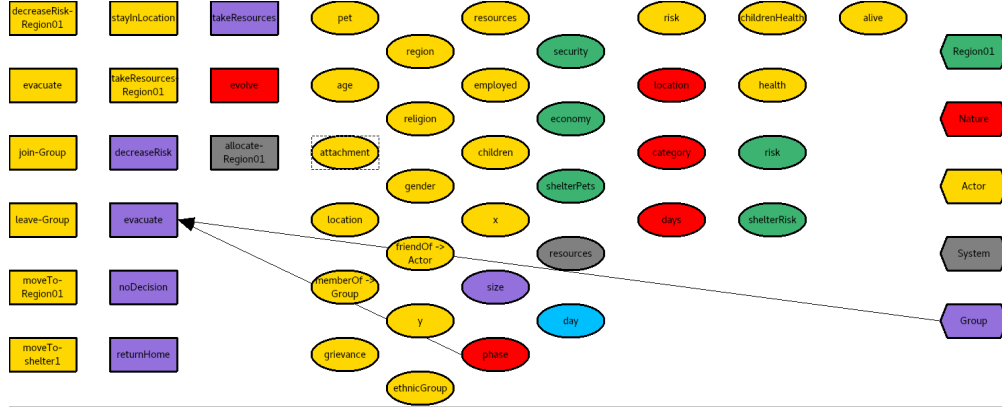 decreaseRisk-
Region01
stayInLocation
takeResources
pet
resources
risk
childrenHealth
alive
region
security
Region01
evacuate
takeResources-
Region01
evolve
age
employed
location
health
religion
economy
Nature
join-Group
decreaseRisk
allocate-
Region01
attachment
children
category
risk
gender
shelterPets
Actor
leave-Group
evacuate
location
x
days
shelterRisk
friendOf ->
Actor
resources
System
moveTo-
Region01
noDecision
memberOf ->
Group
size
y
day
Group
moveTo-
shelter1
returnHome
grievance
phase
ethnicGroup